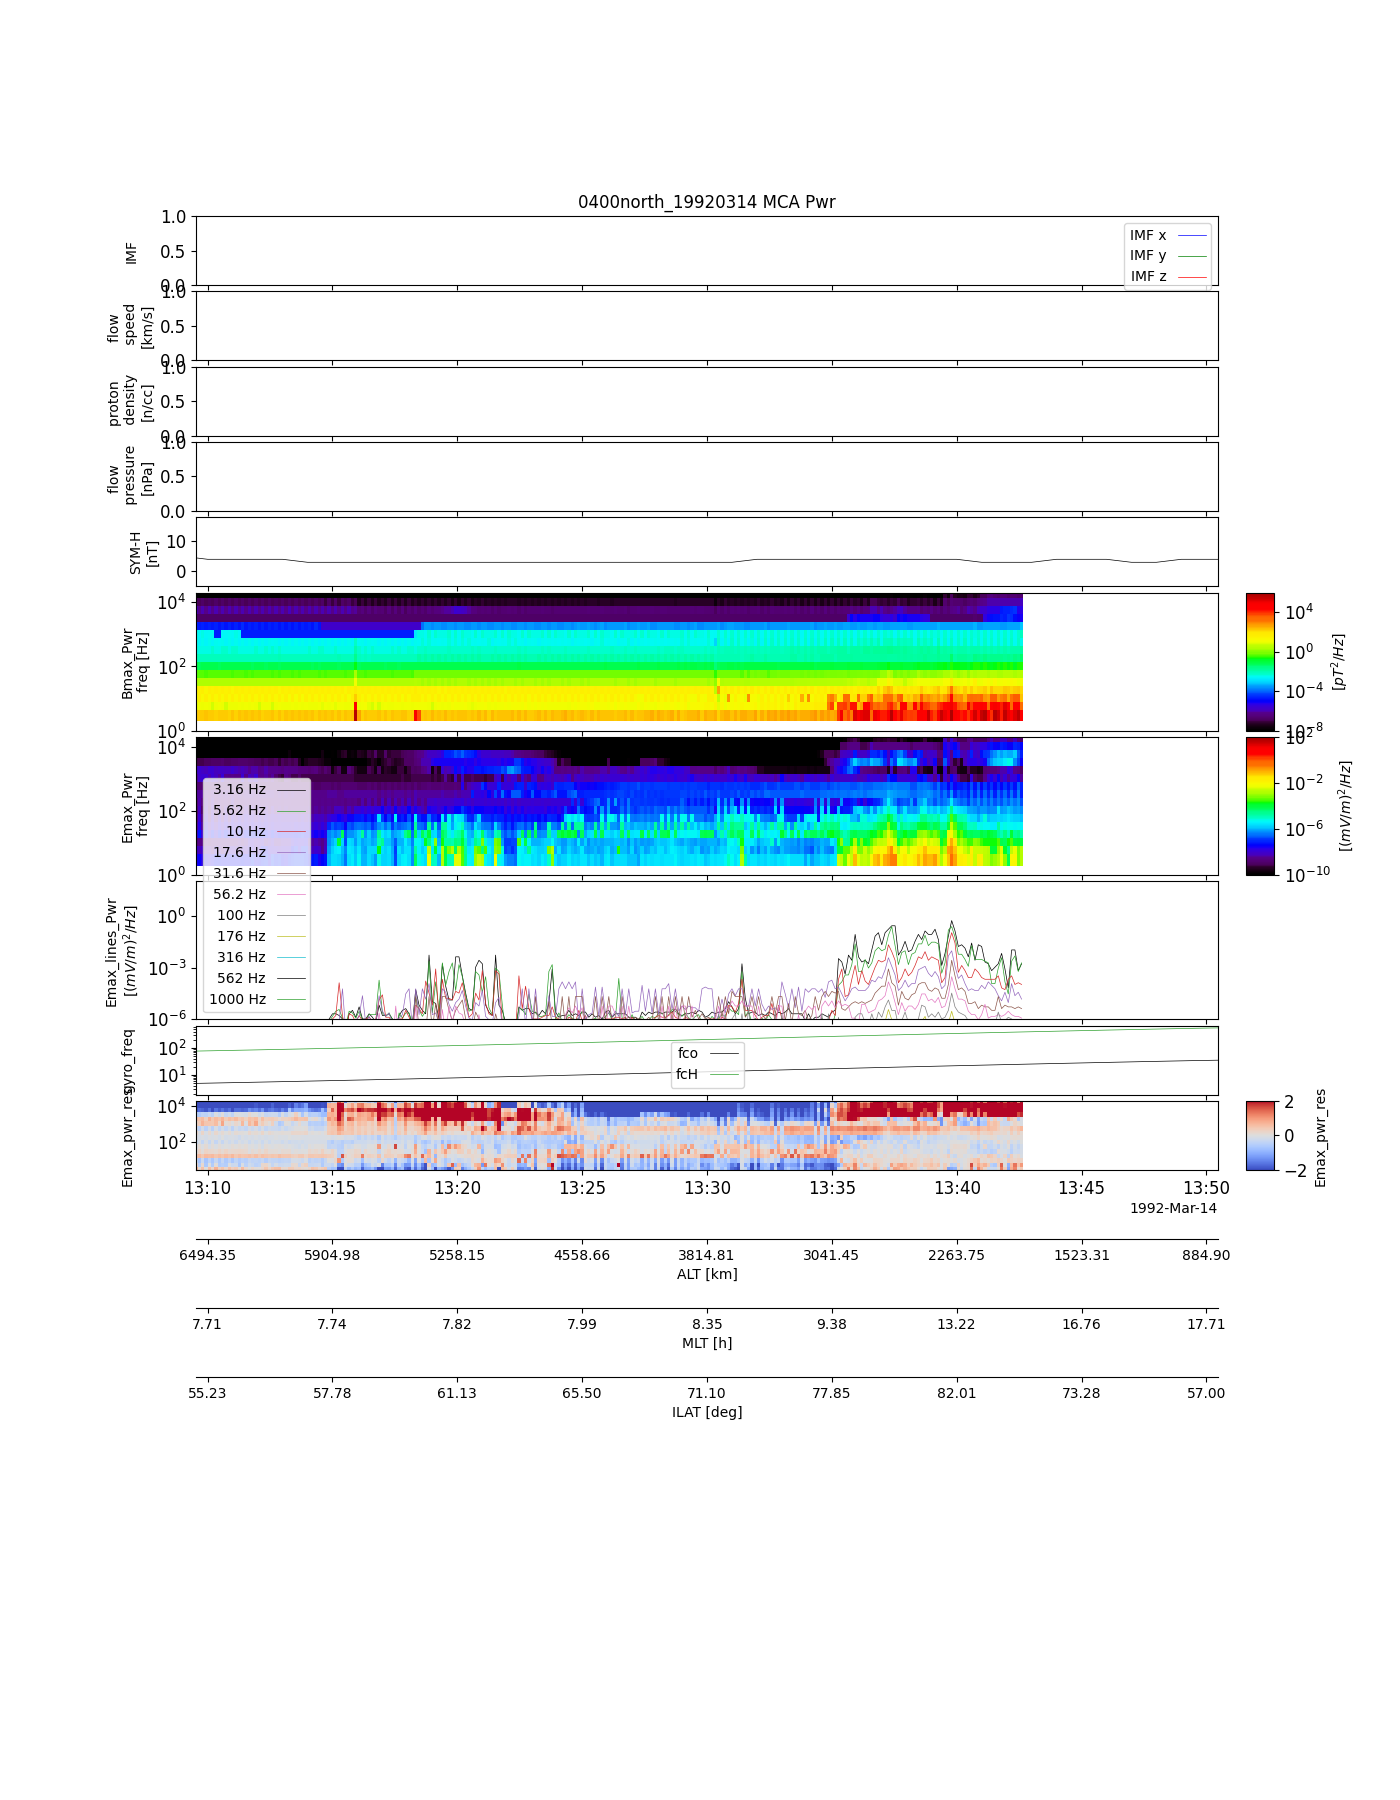 0400north_19920314 MCA Pwr
IMF
1.0
0.5
0.0
IMF x
IMF y
IMF z
flow
speed
[km/s]
1.0
0.5
0.0
proton
density
[n/cc]
1.0
0.5
0.0
flow
pressure
[nPa]
1.0
0.5
0.0
SYM-H
[nT]
10
0
Bmax_Pwr
freq [Hz]
10^4
10^2
10^0
10^4
10^0
10^-4
10^-8
[pT^2/Hz]
Emax_Pwr
freq [Hz]
10^4
10^2
10^0
10^2
10^-2
10^-6
10^-10
[(mV/m)^2/Hz]
3.16 Hz
5.62 Hz
10 Hz
17.6 Hz
31.6 Hz
56.2 Hz
100 Hz
176 Hz
316 Hz
562 Hz
1000 Hz
Emax_lines_Pwr
[(mV/m)^2/Hz]
10^0
10^-3
10^-6
gyro_freq
10^2
10^1
fco
fcH
Emax_pwr_res
10^4
10^2
2
0
−2
Emax_pwr_res
13:10 13:15 13:20 13:25 13:30 13:35 13:40 13:45 13:50
1992-Mar-14
6494.35 5904.98 5258.15 4558.66 3814.81 3041.45 2263.75 1523.31 884.90
ALT [km]
7.71 7.74 7.82 7.99 8.35 9.38 13.22 16.76 17.71
MLT [h]
55.23 57.78 61.13 65.50 71.10 77.85 82.01 73.28 57.00
ILAT [deg]